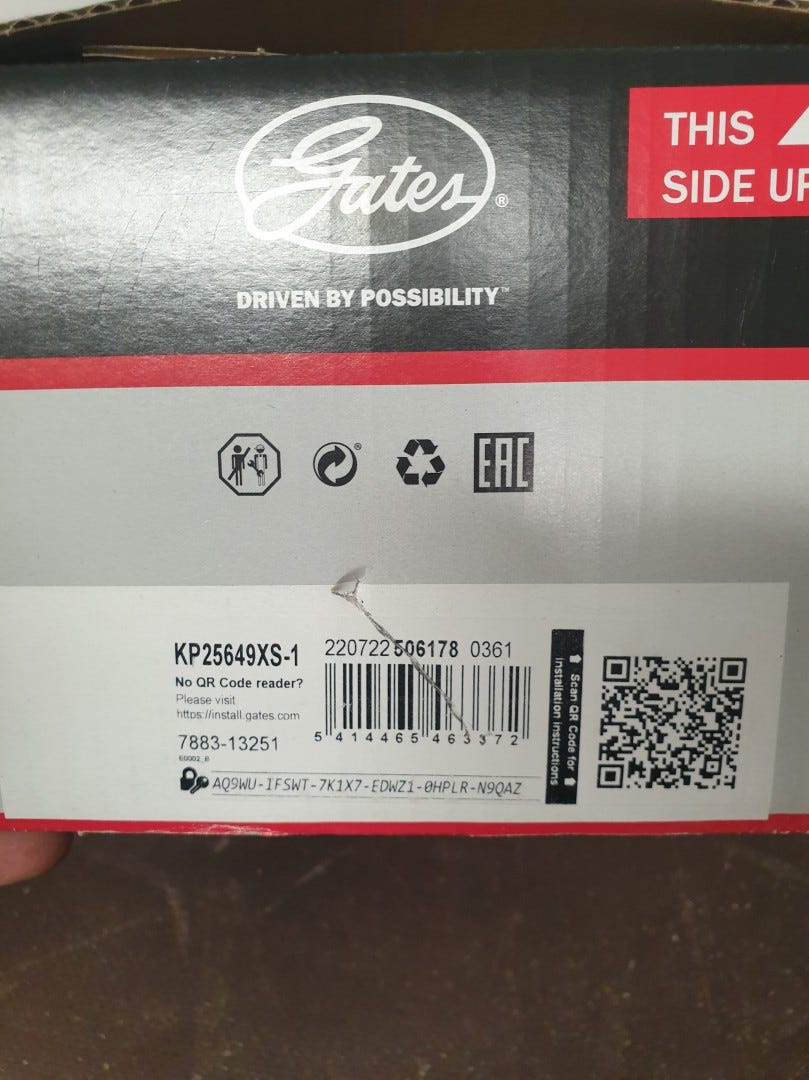 Gates®
DRIVEN BY POSSIBILITY™
THIS
SIDE UP
EAC
KP25649XS-1
220722506178 0361
No QR Code reader?
Please visit
https://install.gates.com
7883-13251
E0002_B
5 414465 463372
AQ9WU-IFSWT-7K1X7-EDWZ1-0HPLR-N9QAZ
Scan QR Code for
installation instructions